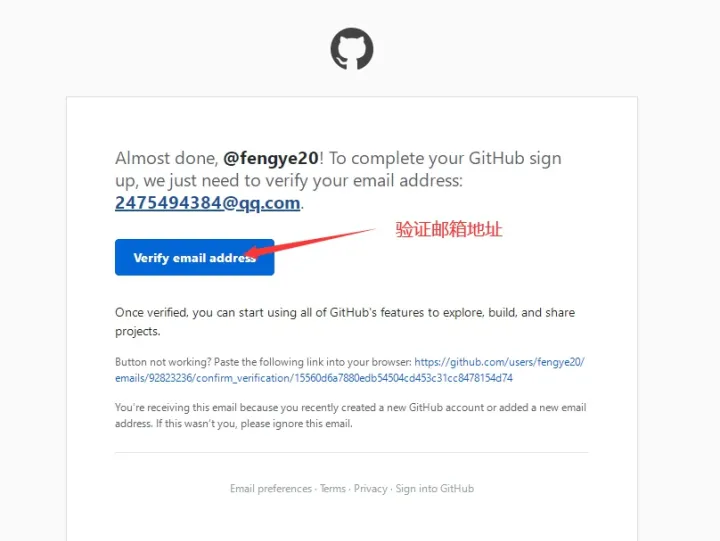 Almost done, @fengye20! To complete your GitHub sign
up, we just need to verify your email address:
2475494384@qq.com.
验证邮箱地址
Verify email address
Once verified, you can start using all of GitHub's features to explore, build, and share
projects.
Button not working? Paste the following link into your browser: https://github.com/users/fengye20/
emails/92823236/confirm_verification/15560d6a7880edb54504cd453c31cc8478154d74
You're receiving this email because you recently created a new GitHub account or added a new email
address. If this wasn't you, please ignore this email.
Email preferences · Terms · Privacy · Sign into GitHub